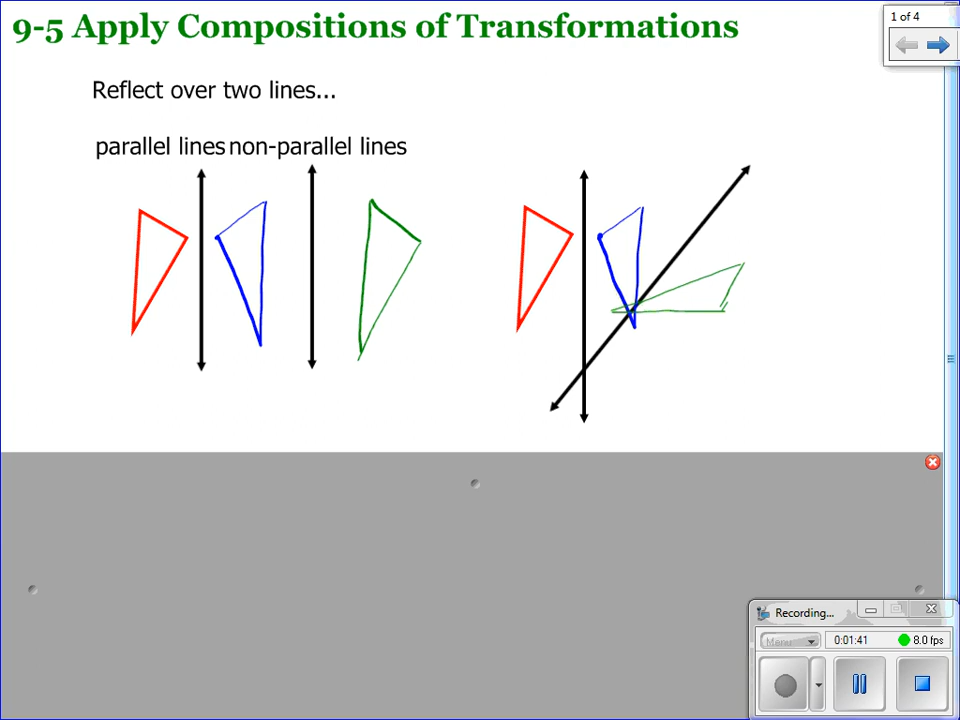 9-5 Apply Compositions of Transformations
1 of 4
Reflect over two lines...
parallel lines non-parallel lines
Recording...
Menu
0:01:41
8.0 fps